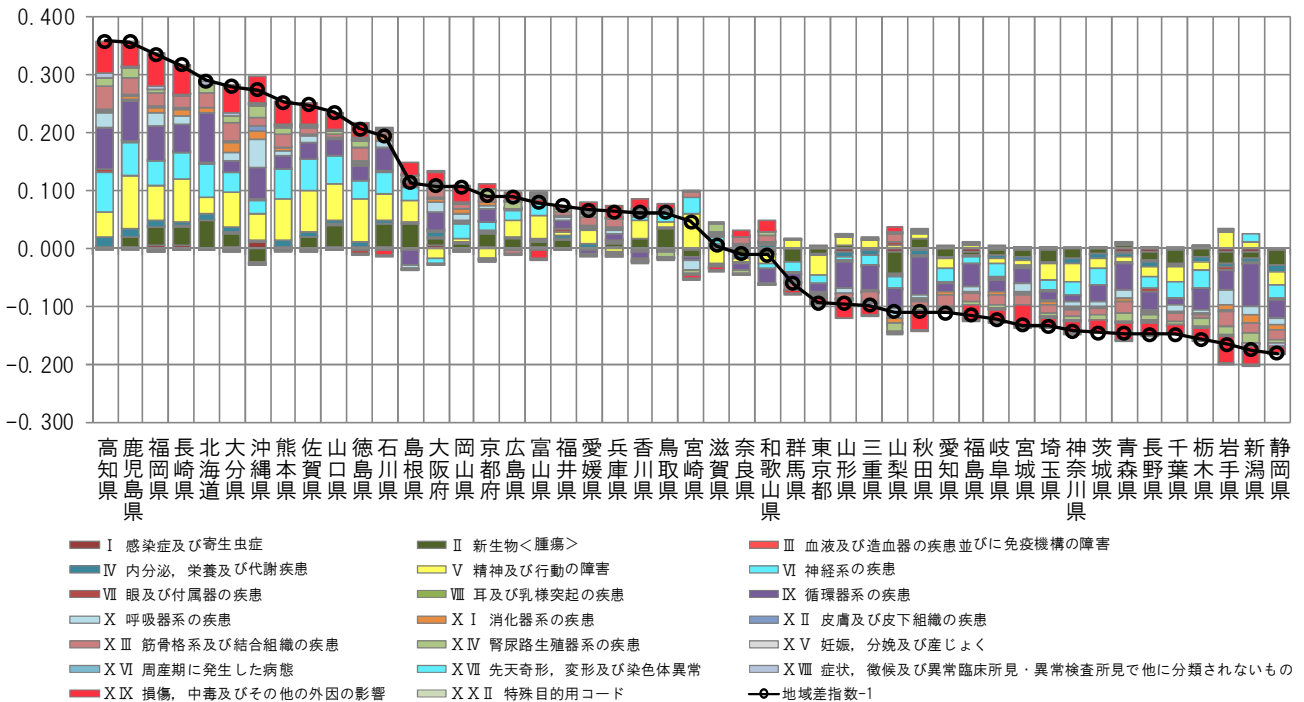 0.400
0.300
0.200
0.100
0.000
-0.100
-0.200
-0.300
高知県
鹿児島県
福岡県
長崎県
北海道
大分県
沖縄県
熊本県
佐賀県
山口県
徳島県
石川県
島根県
大阪府
岡山県
京都府
広島県
富山県
福井県
愛媛県
兵庫県
香川県
鳥取県
宮崎県
滋賀県
奈良県
和歌山県
群馬県
東京都
山形県
三重県
山梨県
秋田県
愛知県
福島県
岐阜県
宮城県
埼玉県
神奈川県
茨城県
青森県
長野県
千葉県
栃木県
岩手県
新潟県
静岡県
Ⅰ 感染症及び寄生虫症
Ⅱ 新生物＜腫瘍＞
Ⅲ 血液及び造血器の疾患並びに免疫機構の障害
Ⅳ 内分泌，栄養及び代謝疾患
Ⅴ 精神及び行動の障害
Ⅵ 神経系の疾患
Ⅶ 眼及び付属器の疾患
Ⅷ 耳及び乳様突起の疾患
Ⅸ 循環器系の疾患
Ⅹ 呼吸器系の疾患
ⅩⅠ 消化器系の疾患
ⅩⅡ 皮膚及び皮下組織の疾患
ⅩⅢ 筋骨格系及び結合組織の疾患
ⅩⅣ 腎尿路生殖器系の疾患
ⅩⅤ 妊娠，分娩及び産じょく
ⅩⅥ 周産期に発生した病態
ⅩⅦ 先天奇形，変形及び染色体異常
ⅩⅧ 症状，徴候及び異常臨床所見・異常検査所見で他に分類されないもの
ⅩⅨ 損傷，中毒及びその他の外因の影響
ⅩⅩⅡ 特殊目的用コード
地域差指数-1